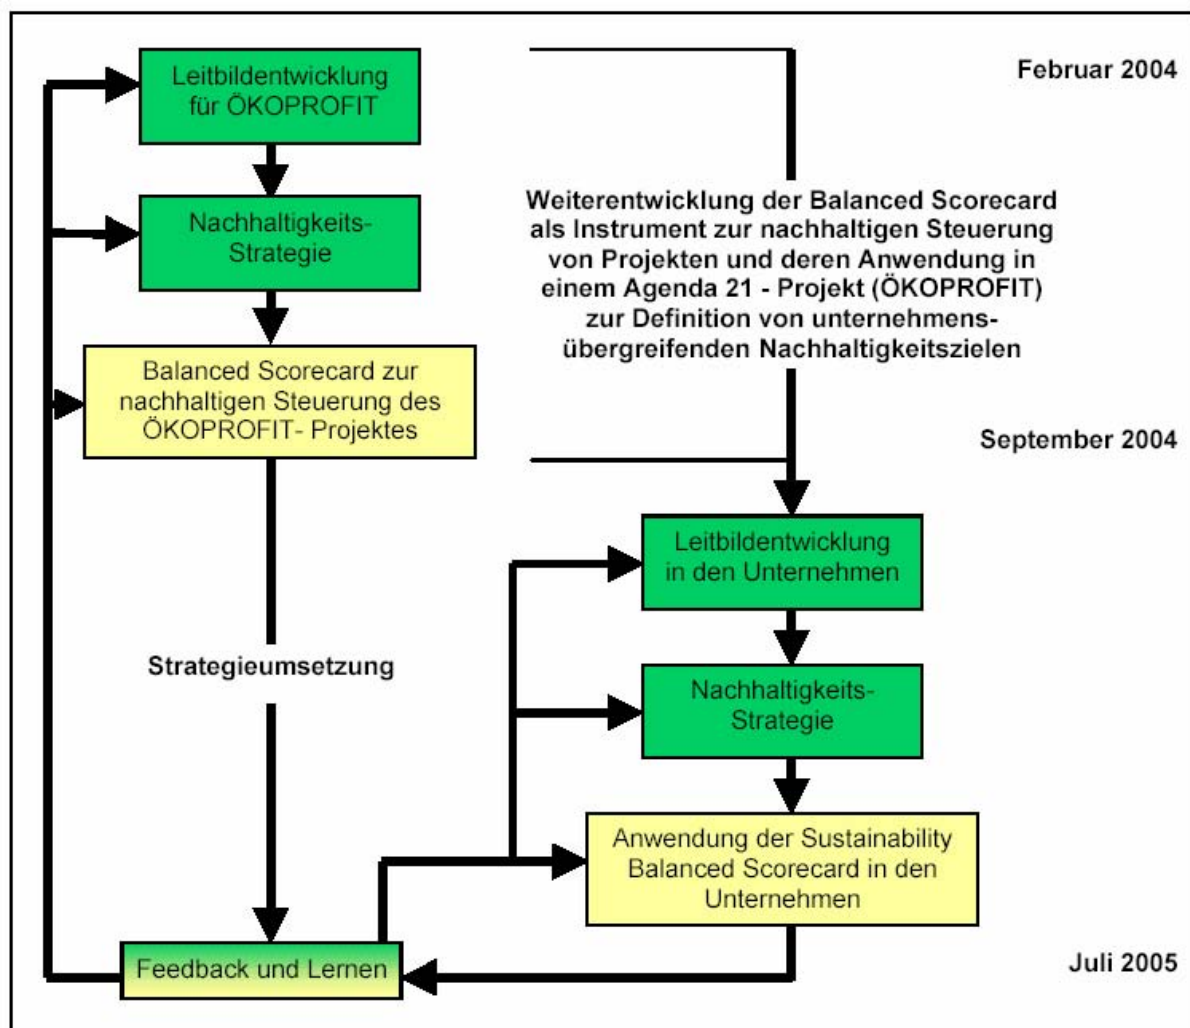 Leitbildentwicklung
für ÖKOPROFIT
Februar 2004
Nachhaltigkeits-
Strategie
Weiterentwicklung der Balanced Scorecard
als Instrument zur nachhaltigen Steuerung
von Projekten und deren Anwendung in
einem Agenda 21 - Projekt (ÖKOPROFIT)
zur Definition von unternehmens-
übergreifenden Nachhaltigkeitszielen
Balanced Scorecard zur
nachhaltigen Steuerung des
ÖKOPROFIT- Projektes
September 2004
Leitbildentwicklung
in den Unternehmen
Strategieumsetzung
Nachhaltigkeits-
Strategie
Anwendung der Sustainability
Balanced Scorecard in den
Unternehmen
Feedback und Lernen
Juli 2005